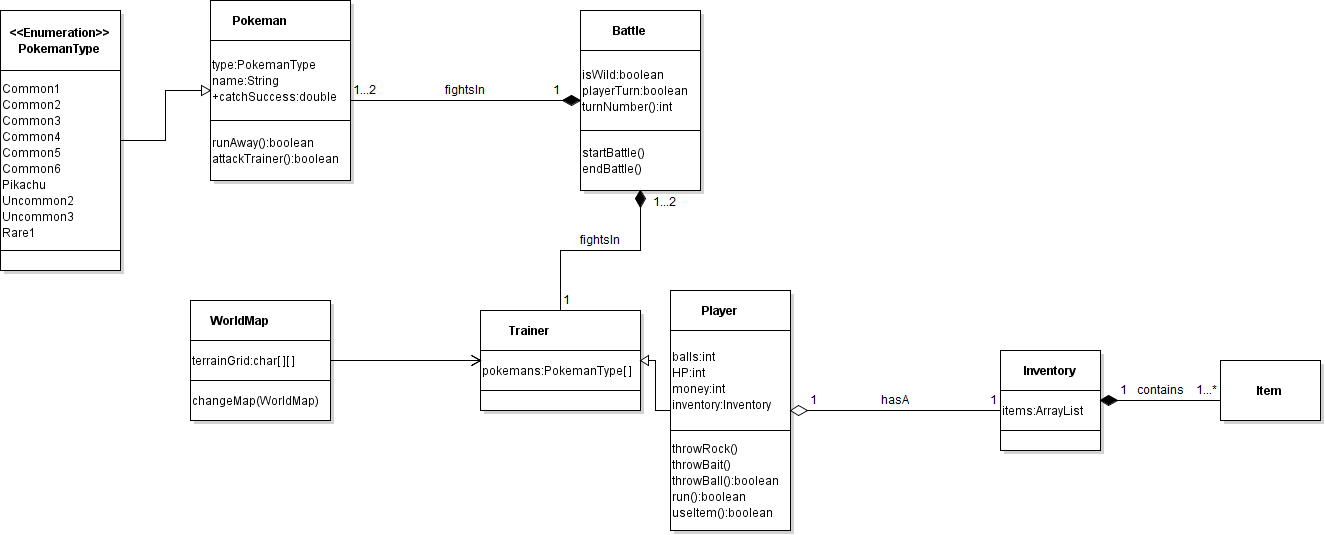 <<Enumeration>>
PokemanType
Common1
Common2
Common3
Common4
Common5
Common6
Pikachu
Uncommon2
Uncommon3
Rare1
Pokeman
type:PokemanType
name:String
+catchSuccess:double
runAway():boolean
attackTrainer():boolean
1...2
fightsIn
1
Battle
isWild:boolean
playerTurn:boolean
turnNumber():int
startBattle()
endBattle()
1...2
fightsIn
1
WorldMap
terrainGrid:char[][]
changeMap(WorldMap)
Trainer
pokemans:PokemanType[]
Player
balls:int
HP:int
money:int
inventory:Inventory
throwRock()
throwBait()
throwBall():boolean
run():boolean
useItem():boolean
1
hasA
1
Inventory
items:ArrayList
1
contains
1...*
Item